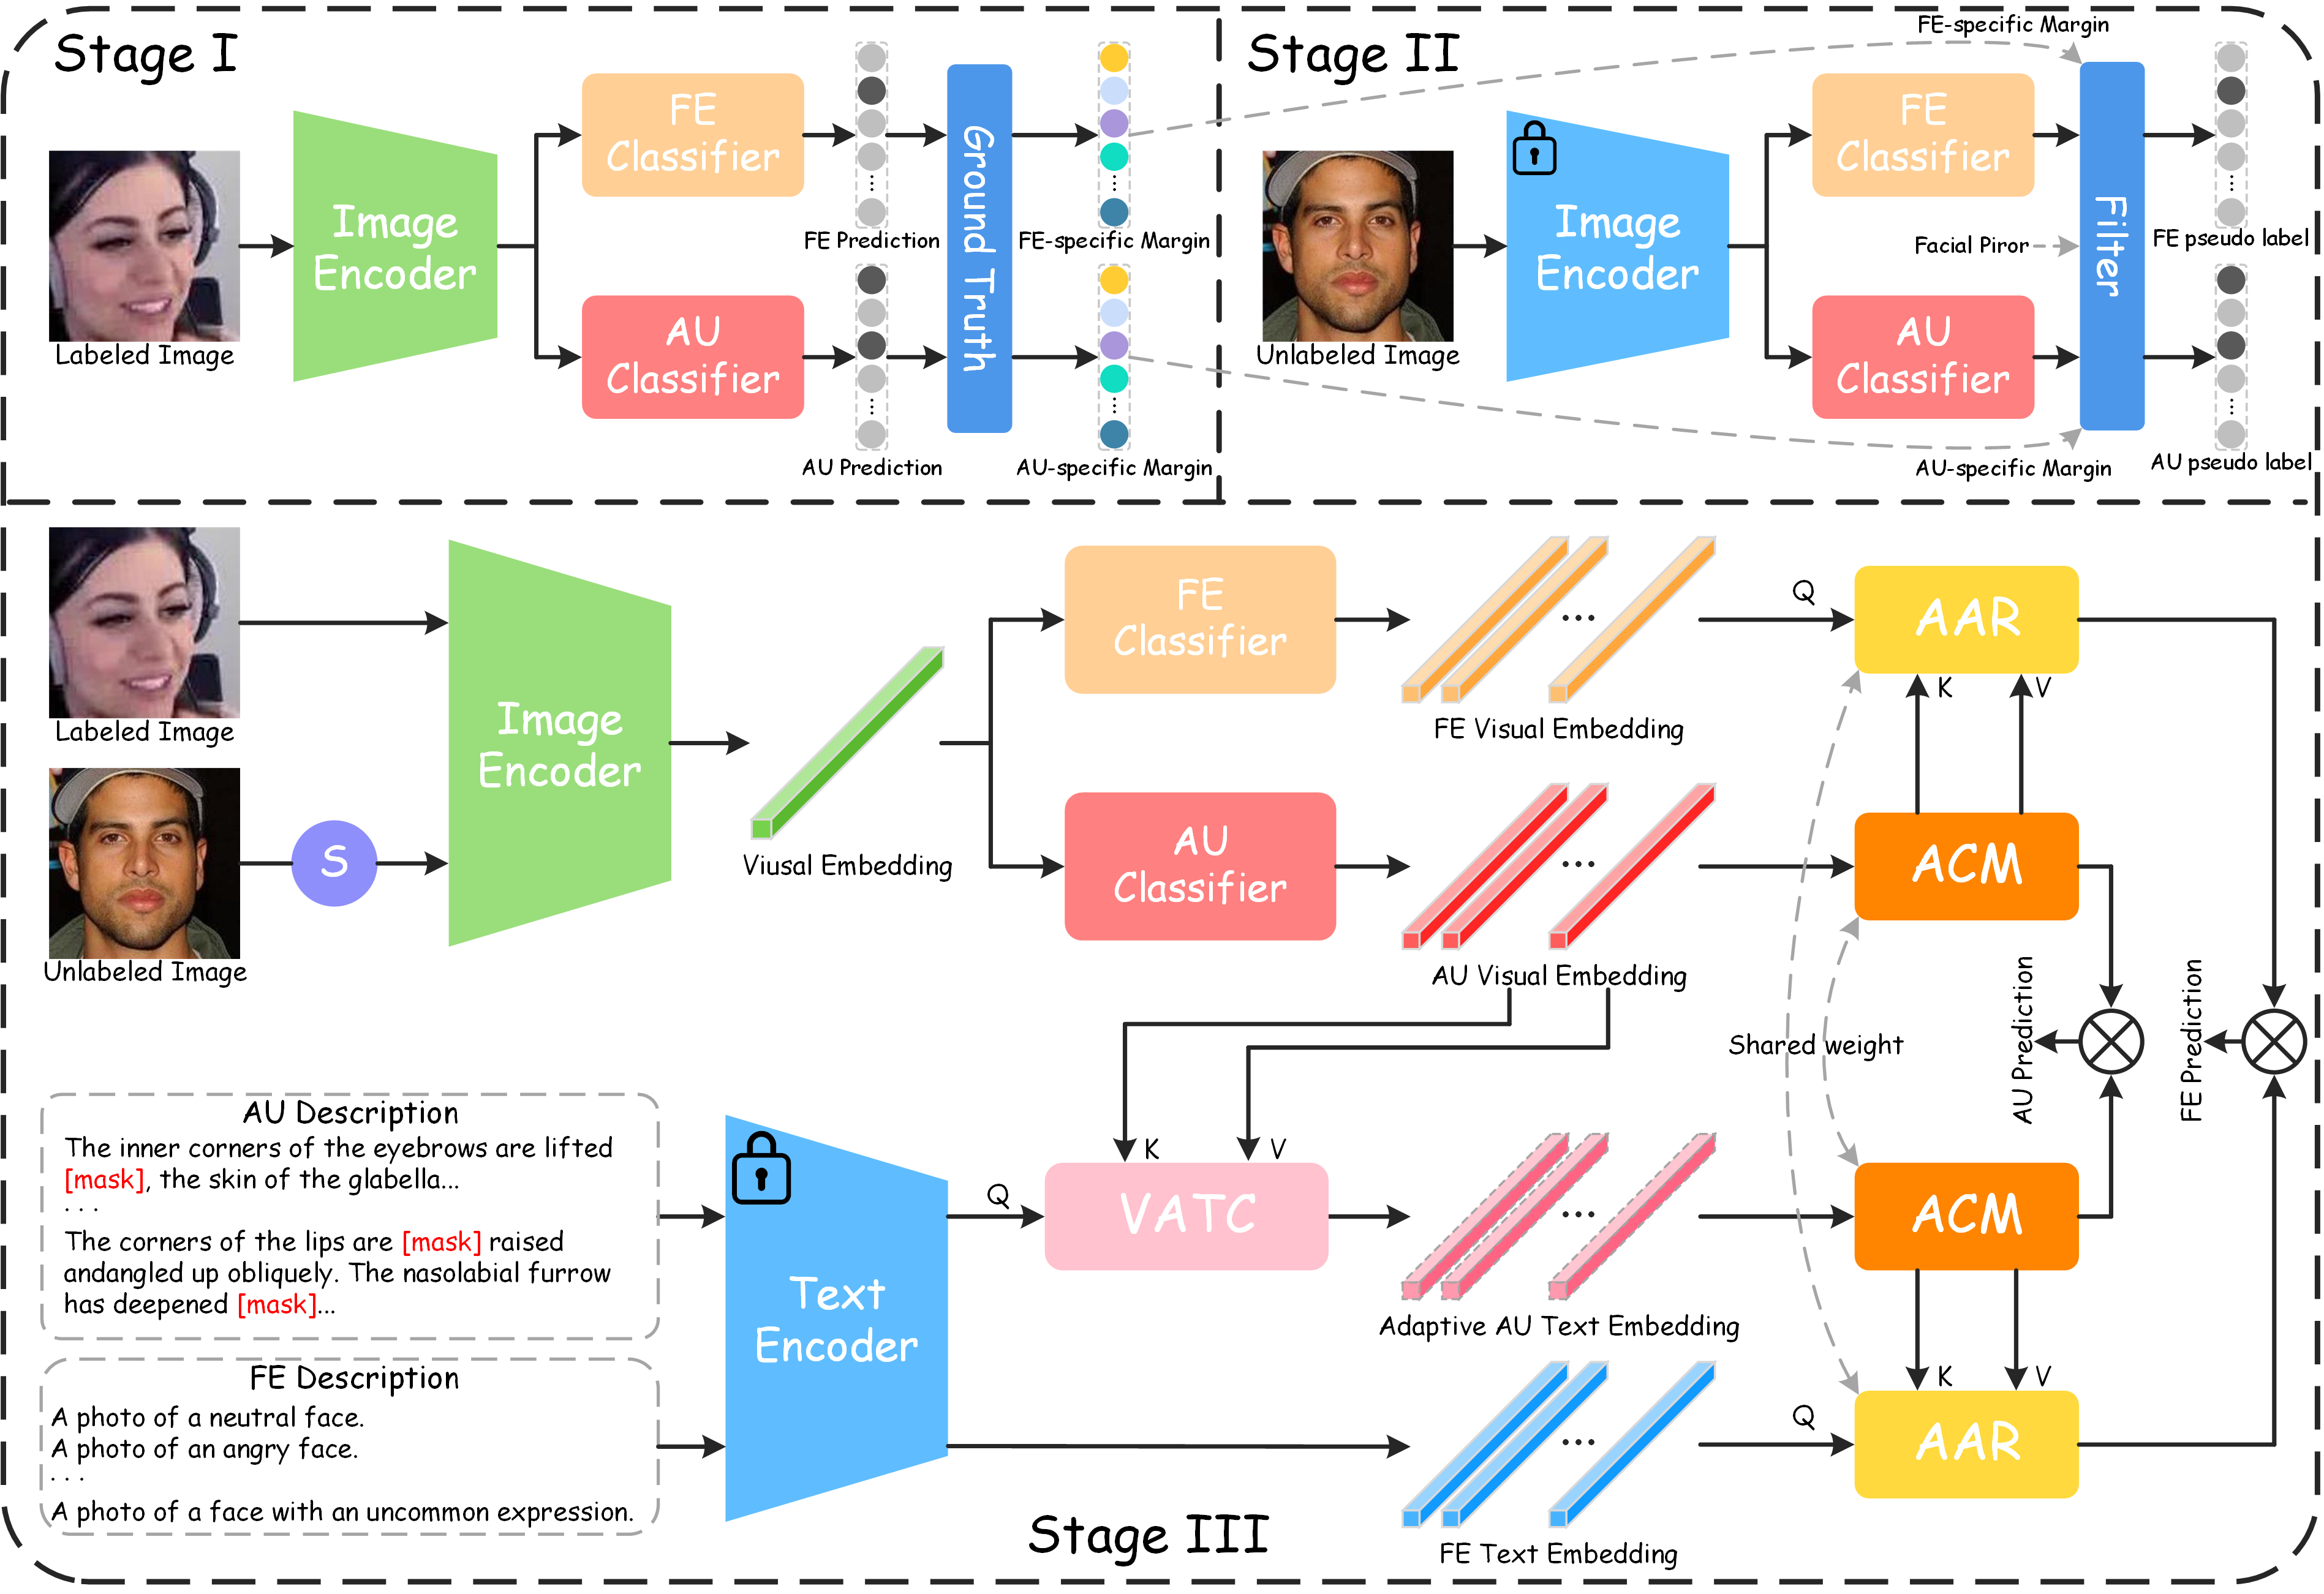 Stage I
Labeled Image
Image
Encoder
FE
Classifier
AU
Classifier
FE Prediction
AU Prediction
Ground Truth
FE-specific Margin
AU-specific Margin
Stage II
Unlabeled Image
Image
Encoder
FE
Classifier
AU
Classifier
FE-specific Margin
Facial Piror
AU-specific Margin
Filter
FE pseudo label
AU pseudo label
Labeled Image
Unlabeled Image
S
Image
Encoder
Viusal Embedding
FE
Classifier
AU
Classifier
FE Visual Embedding
AU Visual Embedding
Q
AAR
K
V
ACM
Shared weight
AU Prediction
FE Prediction
AU Description
The inner corners of the eyebrows are lifted
[mask], the skin of the glabella...
...
The corners of the lips are [mask] raised
andangled up obliquely. The nasolabial furrow
has deepened [mask]...
FE Description
A photo of a neutral face.
A photo of an angry face.
...
A photo of a face with an uncommon expression.
Text
Encoder
Q
K
V
VATC
...
Adaptive AU Text Embedding
...
FE Text Embedding
ACM
K
V
Q
AAR
Stage III